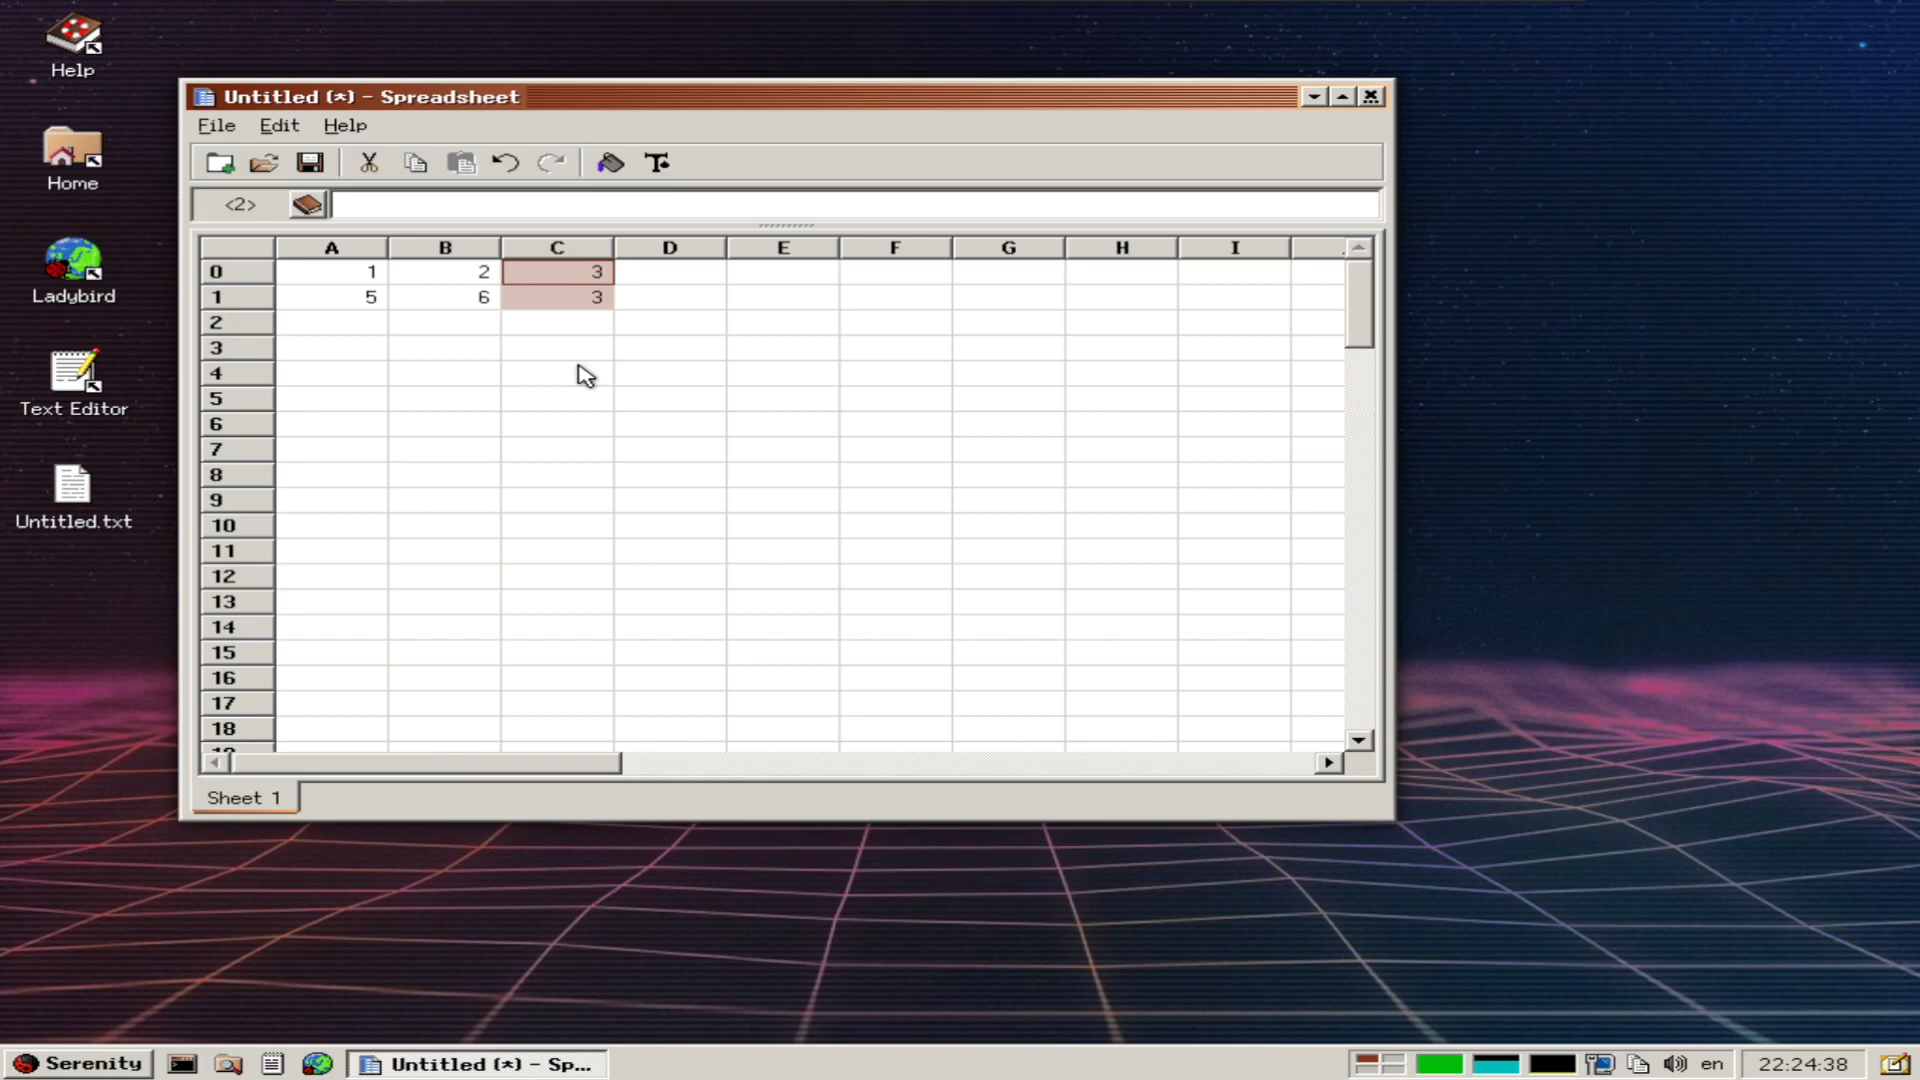 Help
Home
Ladybird
Text Editor
Untitled.txt
Untitled (*) - Spreadsheet
File Edit Help
<2>
A B C D E F G H I
0 1 2 3
1 5 6 3
2
3
4
5
6
7
8
9
10
11
12
13
14
15
16
17
18
Sheet 1
Serenity
Untitled (*) - Sp...
en
22:24:38